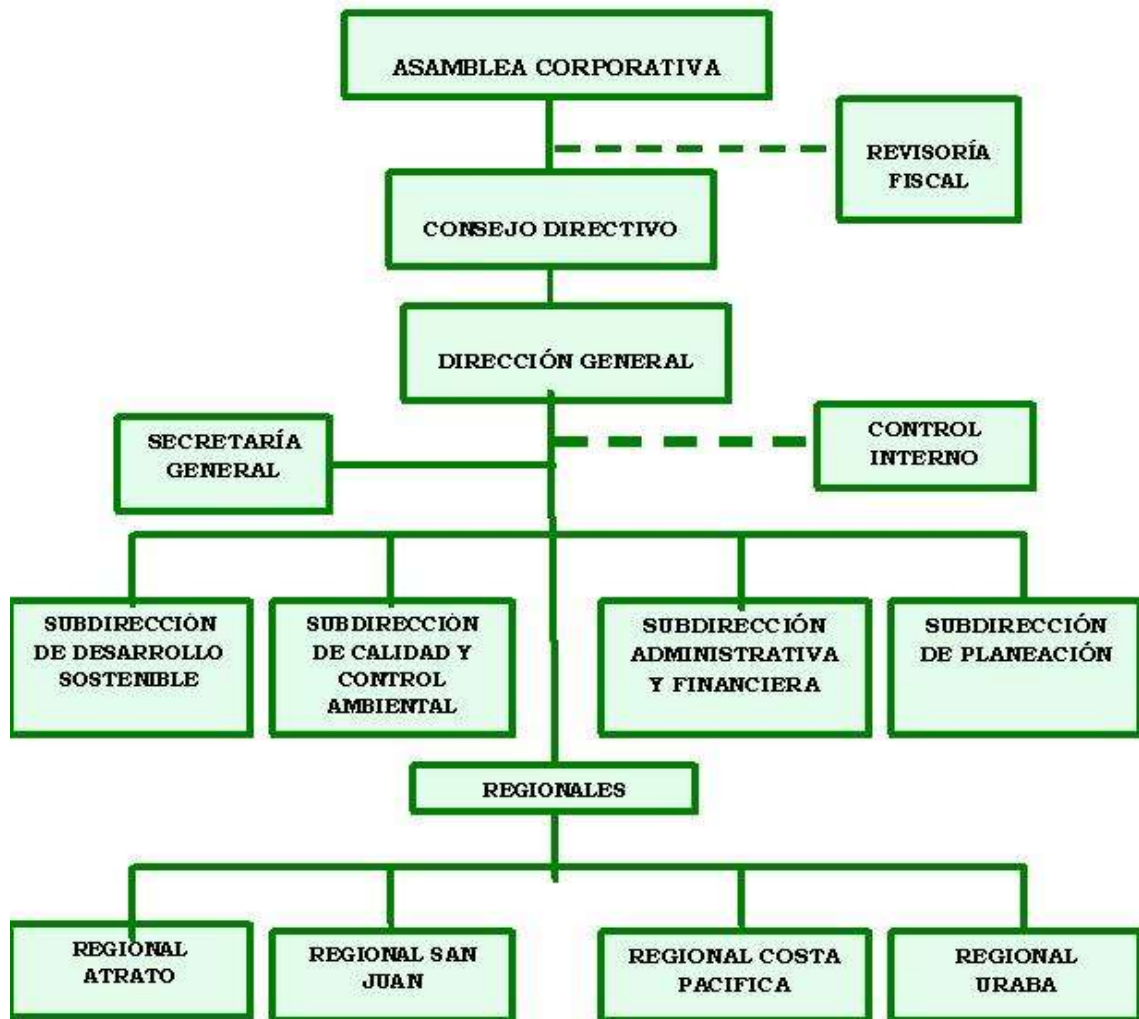 ASAMBLEA CORPORATIVA
REVISORÍA
FISCAL
CONSEJO DIRECTIVO
DIRECCIÓN GENERAL
SECRETARÍA
GENERAL
CONTROL
INTERNO
SUBDIRECCIÓN
DE DESARROLLO
SOSTENIBLE
SUBDIRECCIÓN
DE CALIDAD Y
CONTROL
AMBIENTAL
SUBDIRECCIÓN
ADMINISTRATIVA
Y FINANCIERA
SUBDIRECCIÓN
DE PLANEACIÓN
REGIONALES
REGIONAL
ATRATO
REGIONAL SAN
JUAN
REGIONAL COSTA
PACIFICA
REGIONAL
URABA